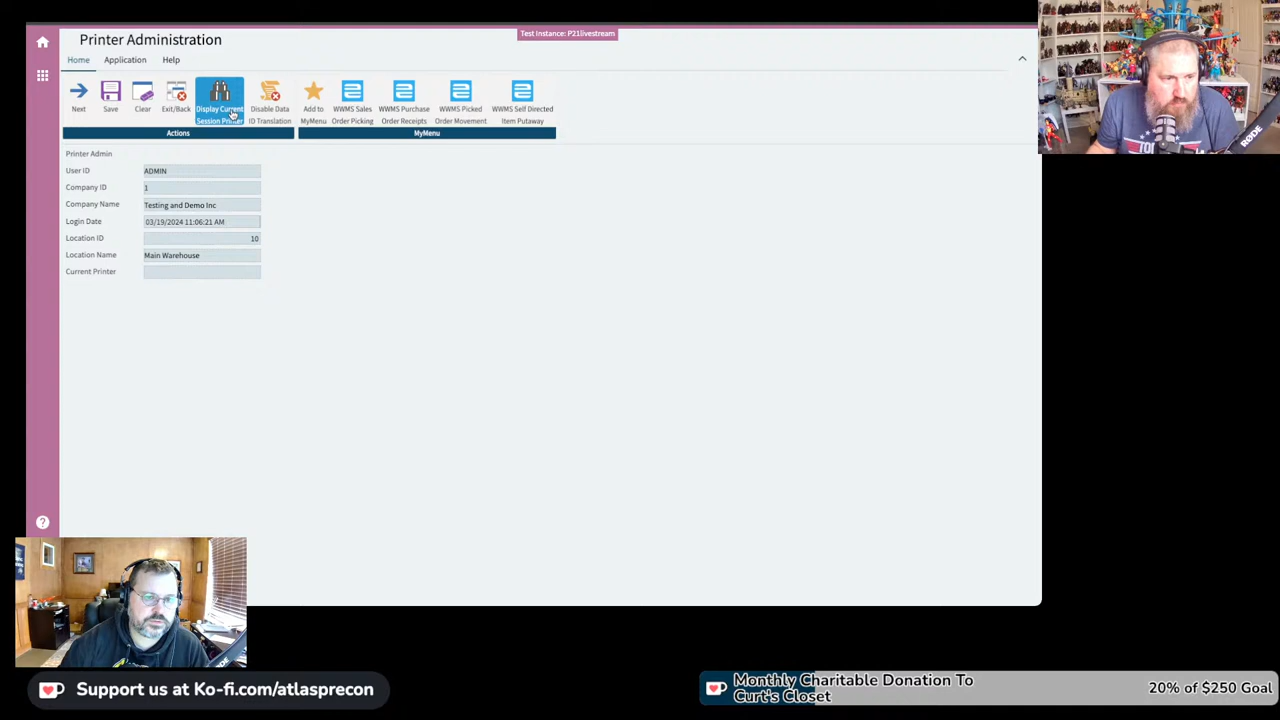 Printer Administration
Test Instance: P21livestream
Home Application Help
Next
Save
Clear
Exit/Back
Display Current
Session Printer
Disable Data
ID Translation
Add to
MyMenu
WWMS Sales
Order Picking
WWMS Purchase
Order Receipts
WWMS Picked
Order Movement
WWMS Self Directed
Item Putaway
Actions
MyMenu
Printer Admin
User ID ADMIN
Company ID 1
Company Name Testing and Demo Inc
Login Date 03/19/2024 11:06:21 AM
Location ID 10
Location Name Main Warehouse
Current Printer
RØDE
Support us at Ko-fi.com/atlasprecon
Monthly Charitable Donation To
Curt's Closet
20% of $250 Goal